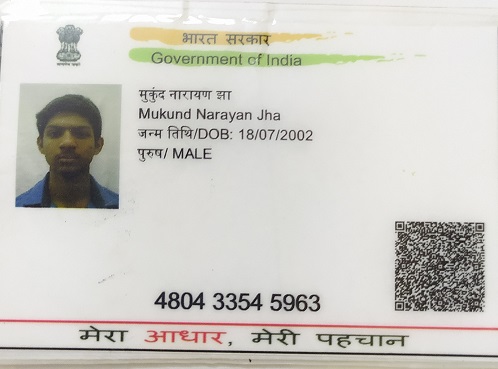 भारत सरकार
Government of India
मुकुंद नारायण झा
Mukund Narayan Jha
जन्म तिथि/DOB: 18/07/2002
पुरुष/ MALE
4804 3354 5963
मेरा आधार, मेरी पहचान